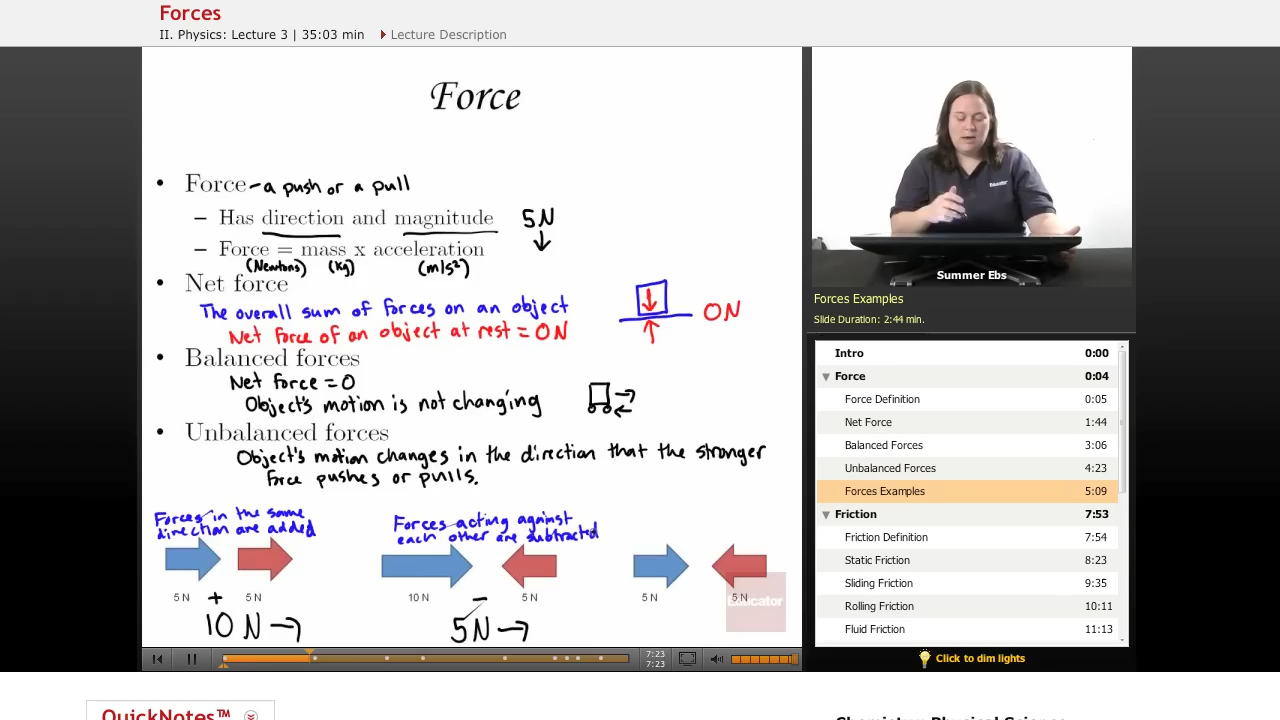 Forces
II. Physics: Lecture 3 | 35:03 min
Lecture Description
Force
• Force - a push or a pull
– Has direction and magnitude 5N
– Force = mass x acceleration
(Newtons) (kg) (m/s²)
• Net force
The overall sum of forces on an object
Net force of an object at rest = 0N
0N
• Balanced forces
Net force = 0
Object's motion is not changing
• Unbalanced forces
Object's motion changes in the direction that the stronger
force pushes or pulls.
Forces in the same
direction are added
Forces acting against
each other are subtracted
5 N + 5 N
10 N →
10 N – 5 N
5N →
5 N 5 N
Educator
Educator
Summer Ebs
Forces Examples
Slide Duration: 2:44 min.
Intro 0:00
Force 0:04
Force Definition 0:05
Net Force 1:44
Balanced Forces 3:06
Unbalanced Forces 4:23
Forces Examples 5:09
Friction 7:53
Friction Definition 7:54
Static Friction 8:23
Sliding Friction 9:35
Rolling Friction 10:11
Fluid Friction 11:13
7:23
7:23
Click to dim lights
QuickNotes™
Chemistry: Physical Science